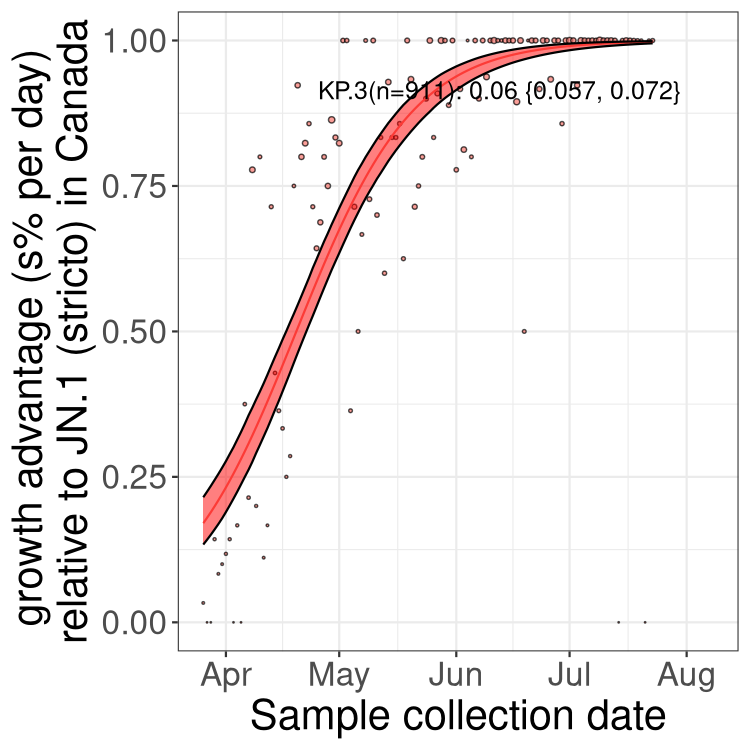 growth advantage (s% per day)
relative to JN.1 (stricto) in Canada
1.00
KP.3(n=911): 0.06 {0.057, 0.072}
0.75
0.50
0.25
0.00
Apr May Jun Jul Aug
Sample collection date